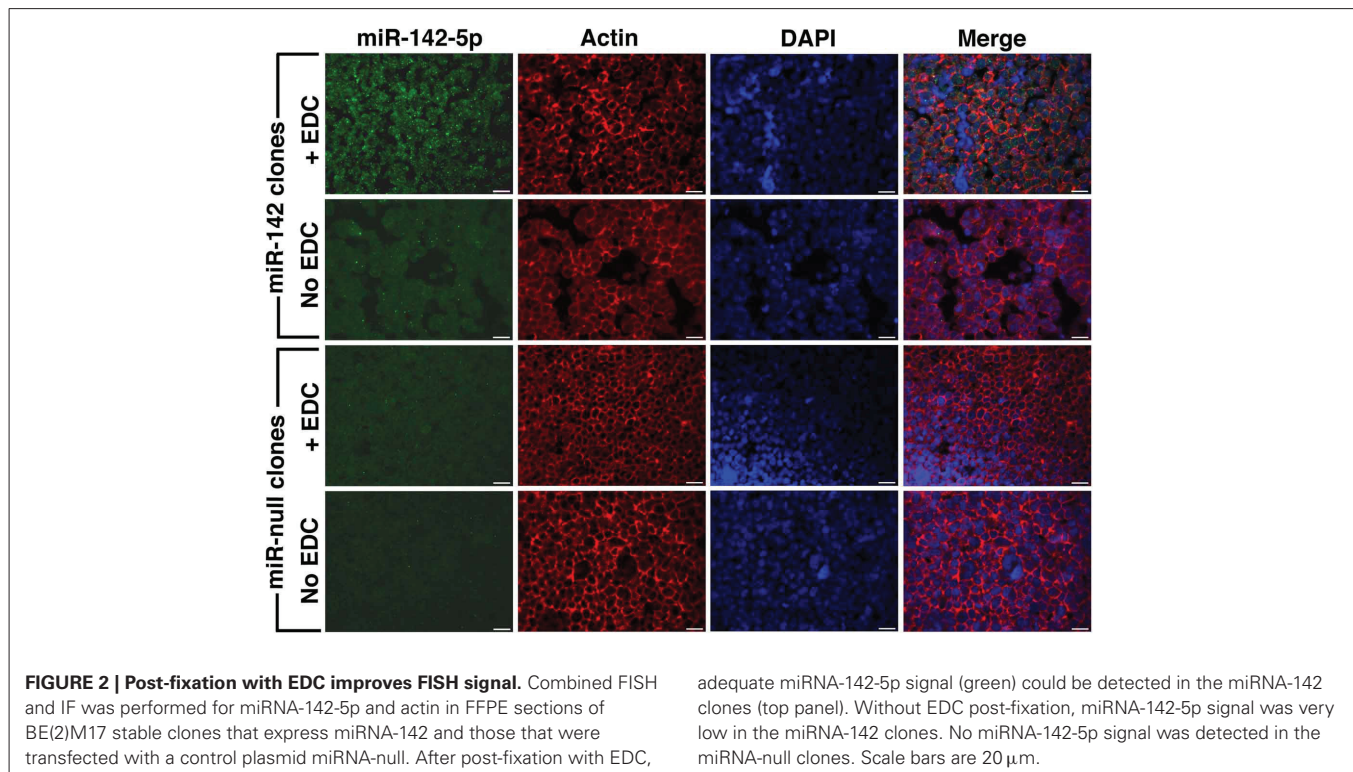 miR-142-5p Actin DAPI Merge
miR-142 clones
+ EDC
No EDC
miR-null clones
+ EDC
No EDC
FIGURE 2 | Post-fixation with EDC improves FISH signal. Combined FISH
and IF was performed for miRNA-142-5p and actin in FFPE sections of
BE(2)M17 stable clones that express miRNA-142 and those that were
transfected with a control plasmid miRNA-null. After post-fixation with EDC,
adequate miRNA-142-5p signal (green) could be detected in the miRNA-142
clones (top panel). Without EDC post-fixation, miRNA-142-5p signal was very
low in the miRNA-142 clones. No miRNA-142-5p signal was detected in the
miRNA-null clones. Scale bars are 20 μm.